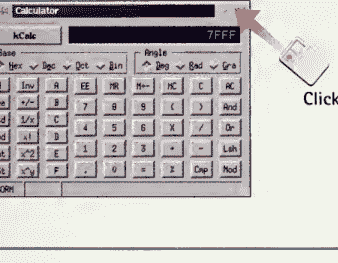 Calculator
kCalc 7FFF
Base Angle
Hex Dec Oct Bin Deg Rad Gra
Inv A EE MR M+- MC C AC
+/- B 7 8 9 ( ) And
1/x C 4 5 6 X / Or
x! D 1 2 3 + - Lsh
x^2 E . 0 = % Cmp Mod
x^y F
NORM
Click